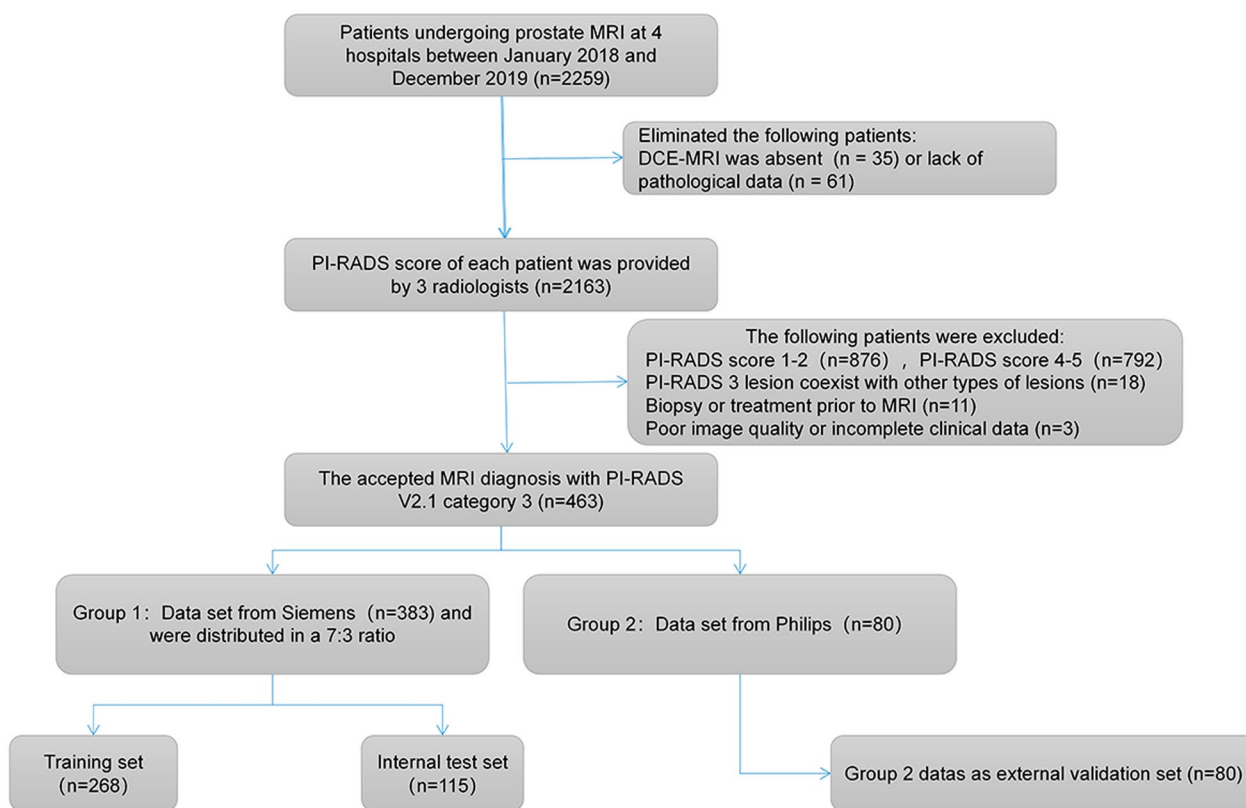 Patients undergoing prostate MRI at 4
hospitals between January 2018 and
December 2019 (n=2259)
Eliminated the following patients:
DCE-MRI was absent (n = 35) or lack of
pathological data (n = 61)
PI-RADS score of each patient was provided
by 3 radiologists (n=2163)
The following patients were excluded:
PI-RADS score 1-2 (n=876) , PI-RADS score 4-5 (n=792)
PI-RADS 3 lesion coexist with other types of lesions (n=18)
Biopsy or treatment prior to MRI (n=11)
Poor image quality or incomplete clinical data (n=3)
The accepted MRI diagnosis with PI-RADS
V2.1 category 3 (n=463)
Group 1: Data set from Siemens (n=383) and
were distributed in a 7:3 ratio
Group 2: Data set from Philips (n=80)
Training set
(n=268)
Internal test set
(n=115)
Group 2 datas as external validation set (n=80)